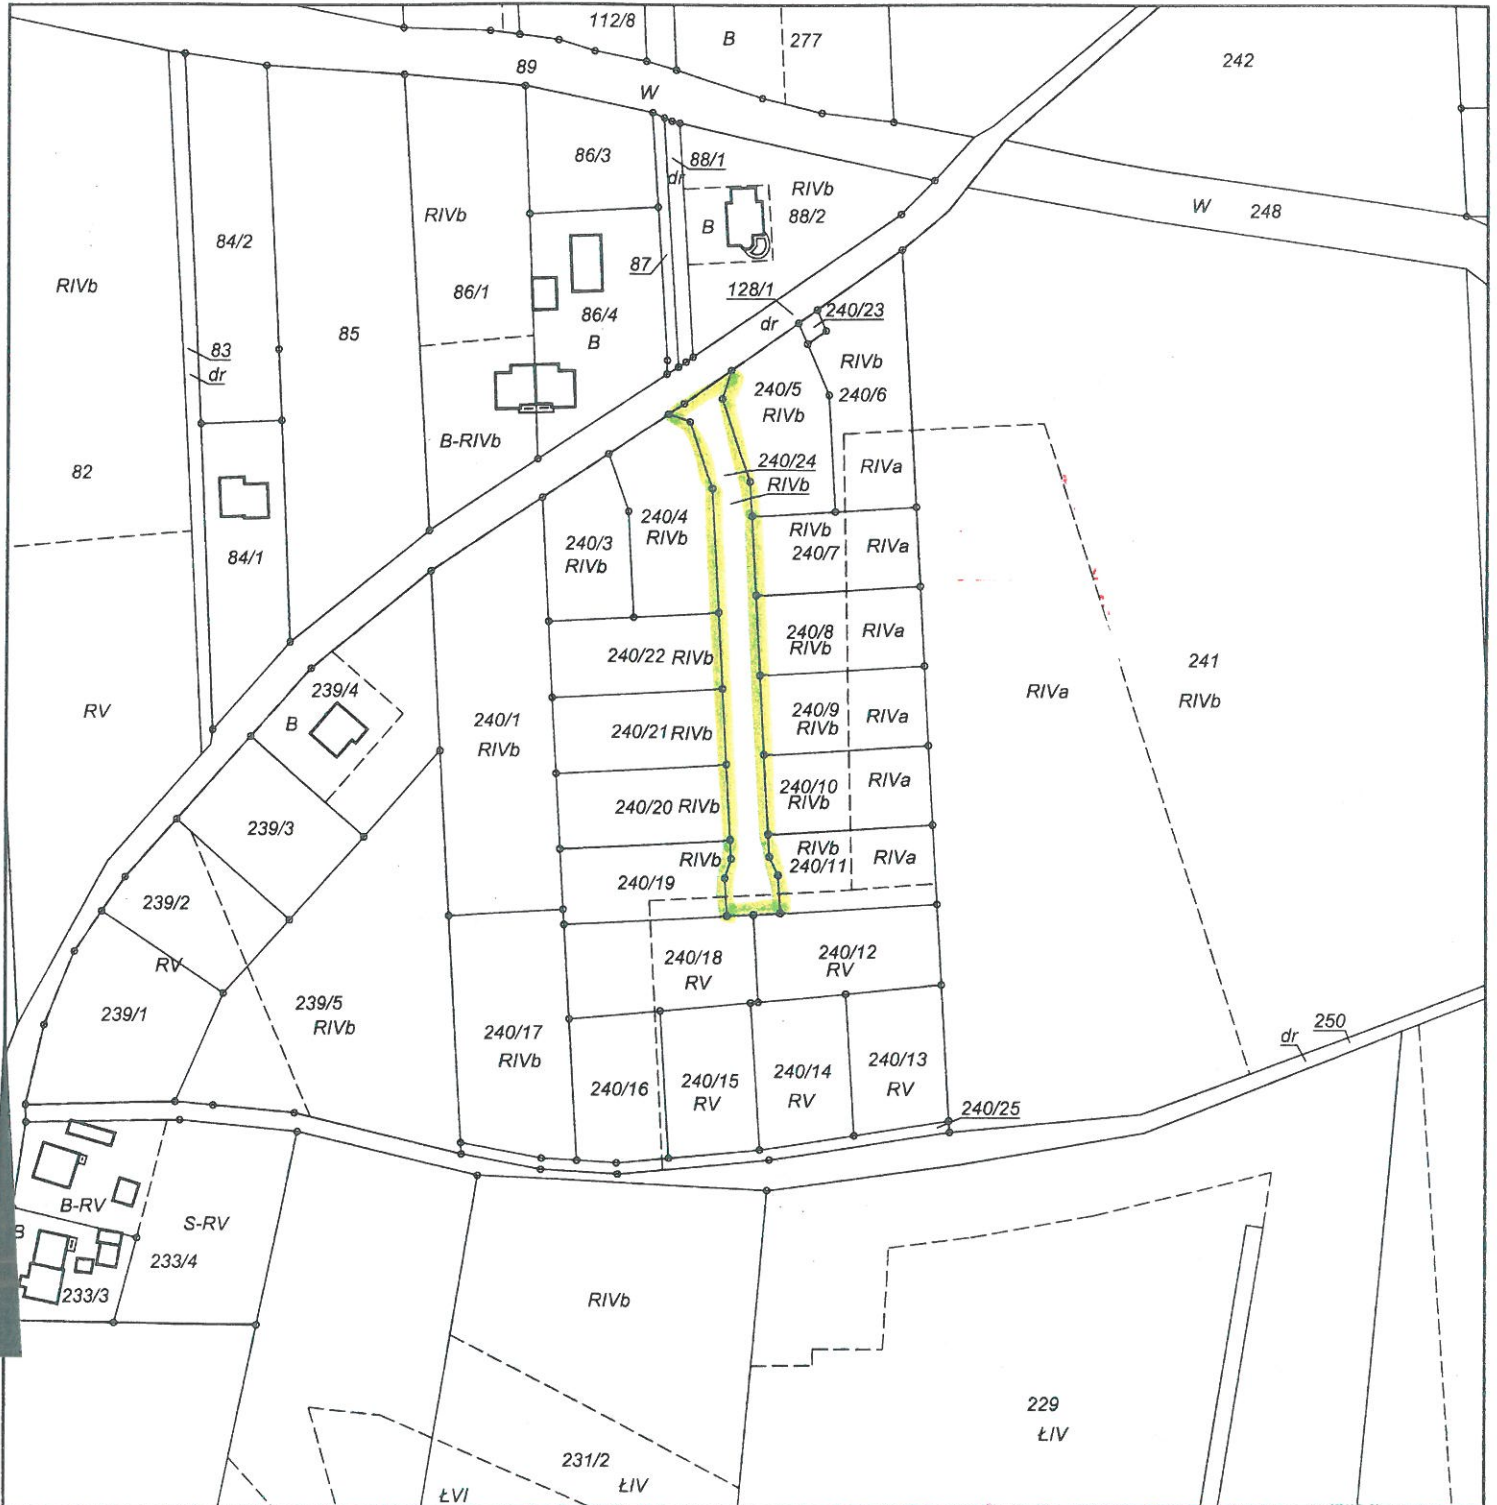 112/8
B
277
242
89
W
86/3
88/1
dr
RIVb
88/2
B
W
248
RIVb
84/2
87
RIVb
86/1
86/4
B
128/1
dr
240/23
85
83
dr
RIVb
240/5
RIVb
240/6
B-RIVb
82
240/24
RIVb
RIVa
240/4
RIVb
RIVb
240/7
RIVa
240/3
RIVb
84/1
240/8
RIVb
RIVa
240/22 RIVb
241
RIVb
RIVa
239/4
B
RV
240/1
RIVb
240/21 RIVb
240/9
RIVb
RIVa
240/20 RIVb
240/10
RIVb
RIVa
239/3
RIVb
240/19
RIVb
240/11
RIVa
239/2
RV
240/18
RV
240/12
RV
239/1
239/5
RIVb
240/17
RIVb
250
dr
240/16
240/15
RV
240/14
RV
240/13
RV
240/25
B-RV
B
S-RV
233/4
233/3
RIVb
229
ŁIV
231/2
ŁIV
ŁVI